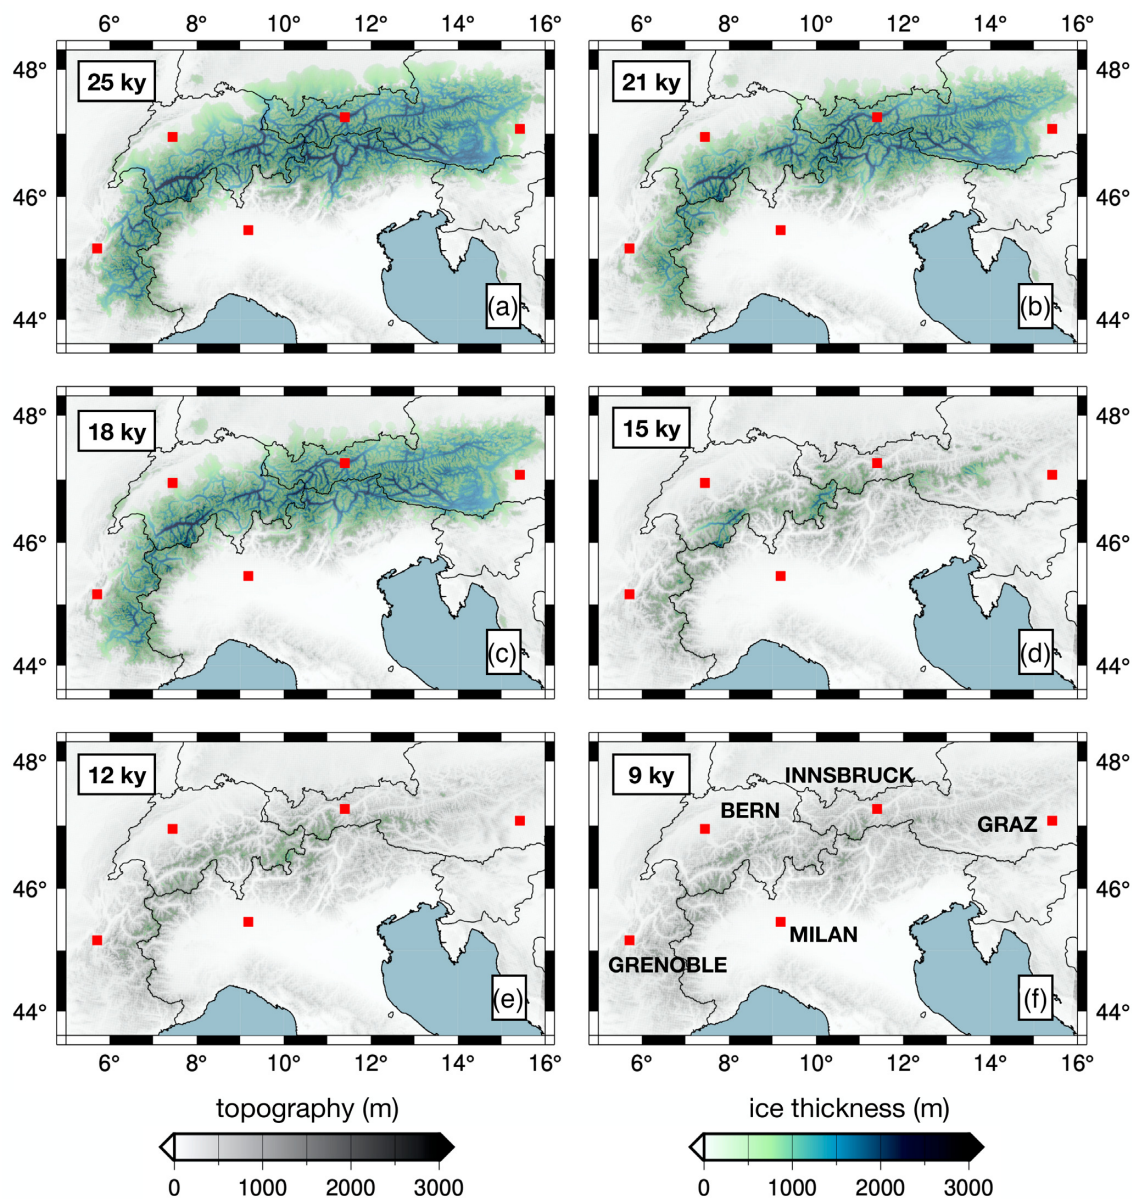 6° 8° 10° 12° 14° 16° 6° 8° 10° 12° 14° 16°
48° 25 ky 21 ky 48°
46° 46°
44° (a) (b) 44°
48° 18 ky 15 ky 48°
46° 46°
44° (c) (d) 44°
48° 12 ky 9 ky 48°
INNSBRUCK
BERN
GRAZ
46° 46°
MILAN
GRENOBLE
44° (e) (f) 44°
6° 8° 10° 12° 14° 16° 6° 8° 10° 12° 14° 16°
topography (m) ice thickness (m)
0 1000 2000 3000 0 1000 2000 3000